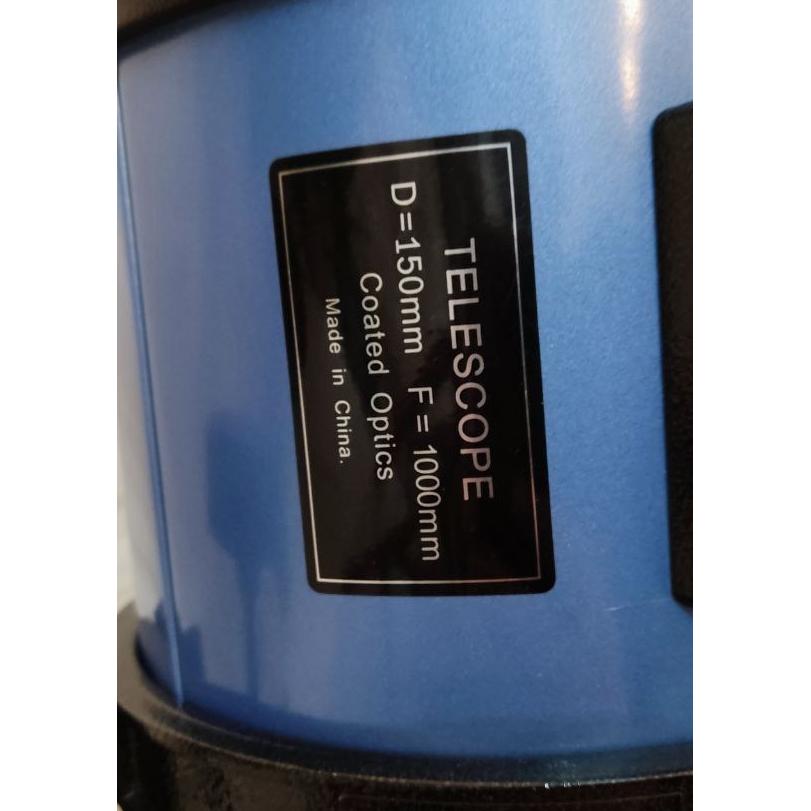 TELESCOPE
D=150mm F=1000mm
Coated Optics
Made in China.